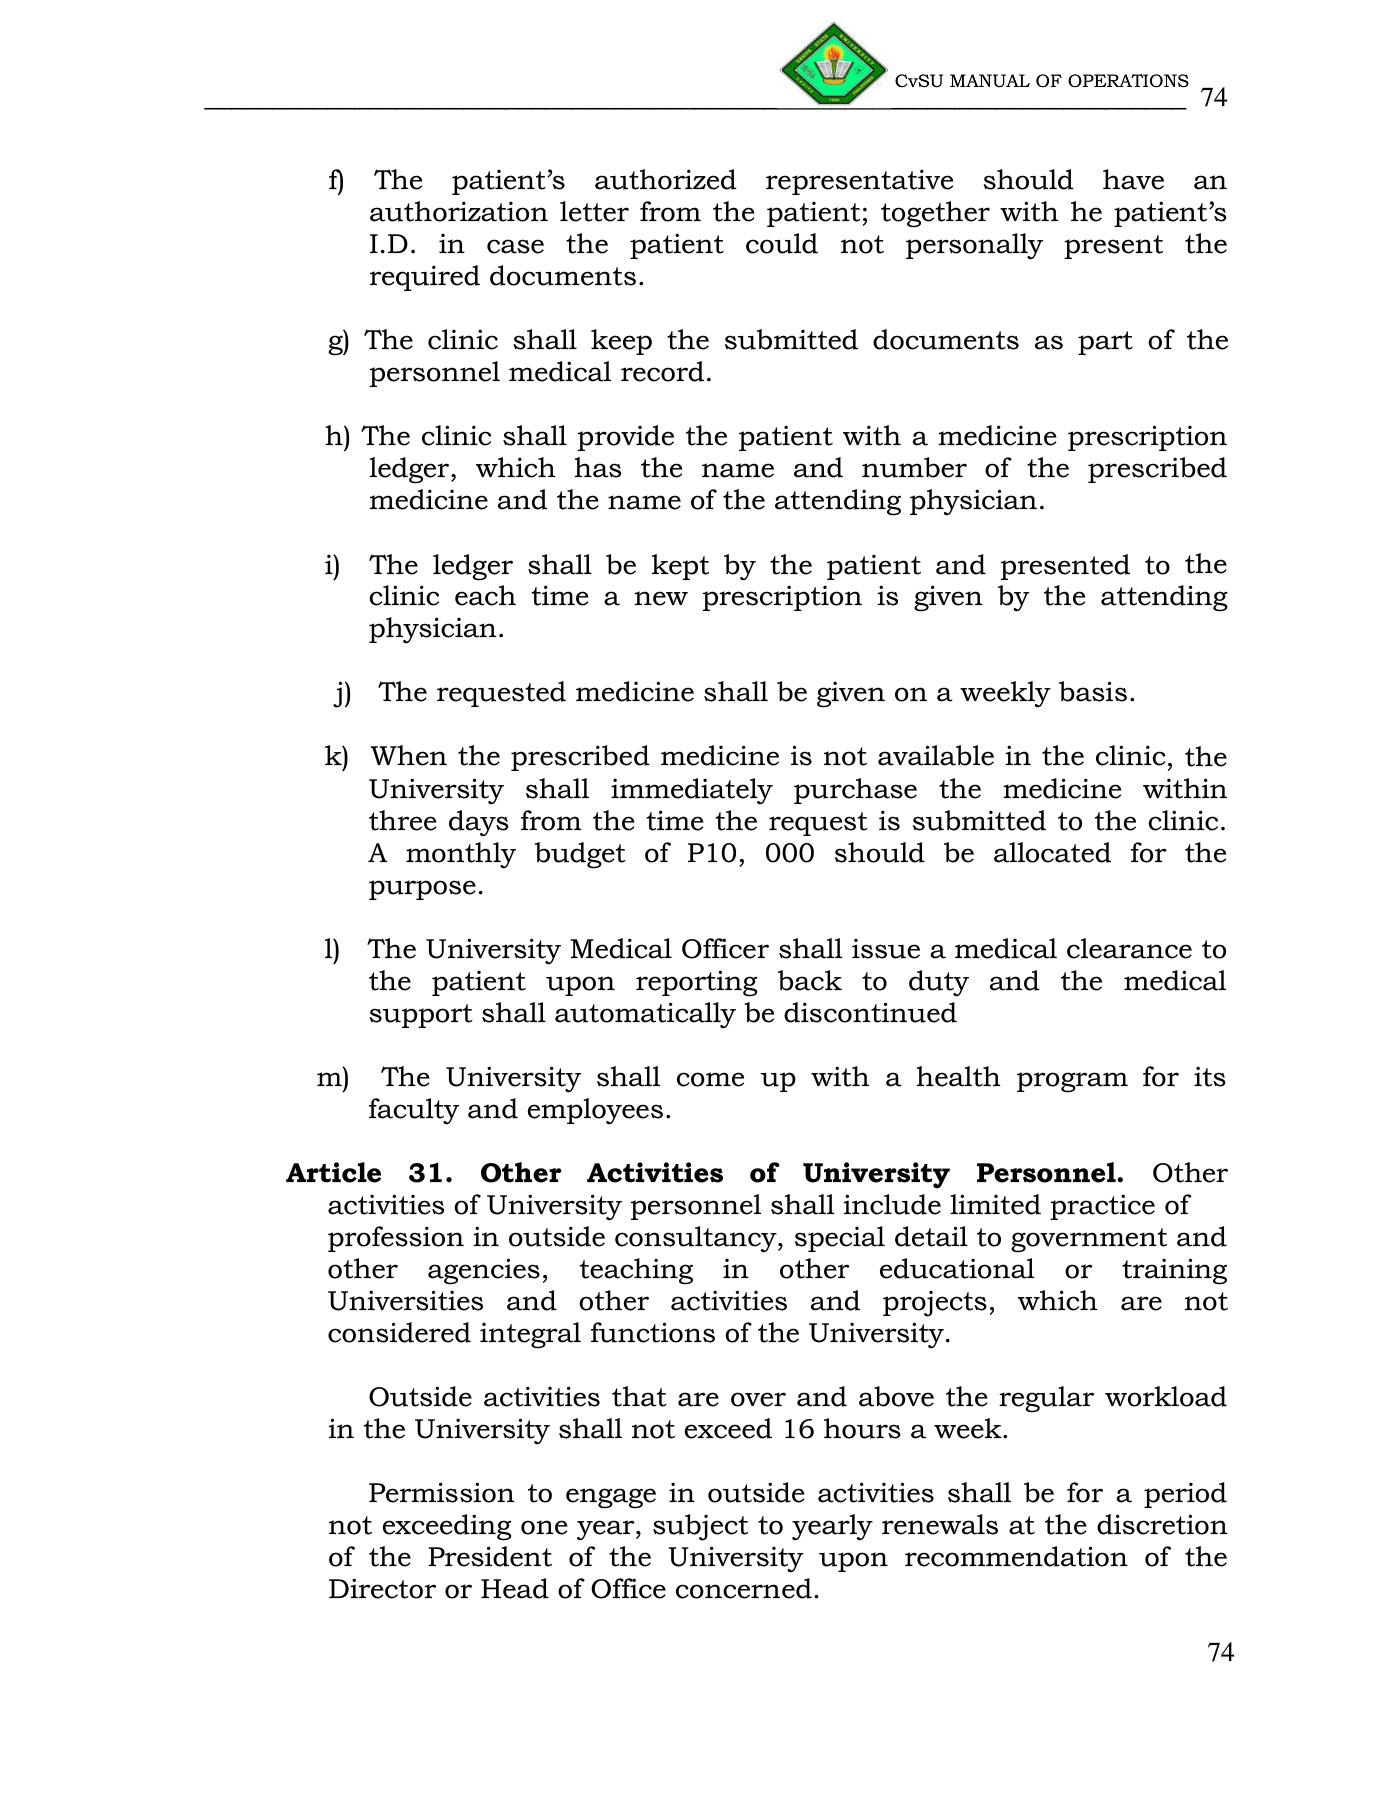 CvSU MANUAL OF OPERATIONS 74
f) The patient’s authorized representative should have an
authorization letter from the patient; together with he patient’s
I.D. in case the patient could not personally present the
required documents.
g) The clinic shall keep the submitted documents as part of the
personnel medical record.
h) The clinic shall provide the patient with a medicine prescription
ledger, which has the name and number of the prescribed
medicine and the name of the attending physician.
i) The ledger shall be kept by the patient and presented to the
clinic each time a new prescription is given by the attending
physician.
j) The requested medicine shall be given on a weekly basis.
k) When the prescribed medicine is not available in the clinic, the
University shall immediately purchase the medicine within
three days from the time the request is submitted to the clinic.
A monthly budget of P10, 000 should be allocated for the
purpose.
l) The University Medical Officer shall issue a medical clearance to
the patient upon reporting back to duty and the medical
support shall automatically be discontinued
m) The University shall come up with a health program for its
faculty and employees.
Article 31. Other Activities of University Personnel. Other
activities of University personnel shall include limited practice of
profession in outside consultancy, special detail to government and
other agencies, teaching in other educational or training
Universities and other activities and projects, which are not
considered integral functions of the University.
Outside activities that are over and above the regular workload
in the University shall not exceed 16 hours a week.
Permission to engage in outside activities shall be for a period
not exceeding one year, subject to yearly renewals at the discretion
of the President of the University upon recommendation of the
Director or Head of Office concerned.
74